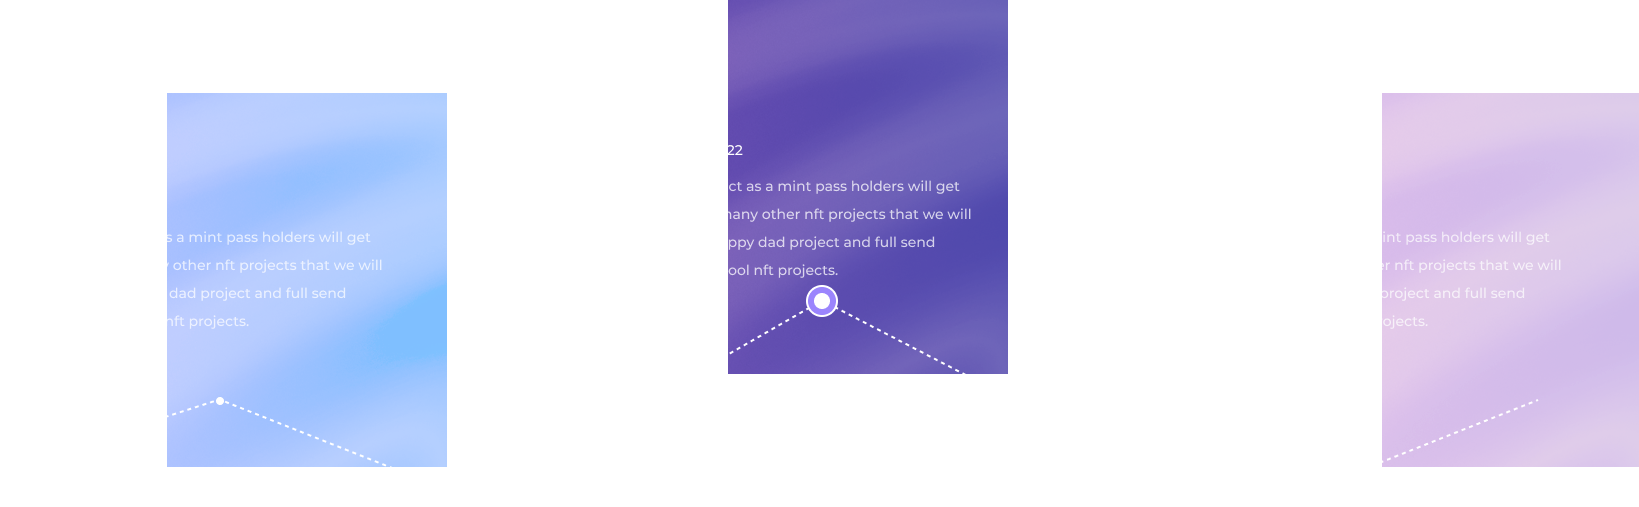 s a mint pass holders will get
other nft projects that we will
dad project and full send
nft projects.
22
ct as a mint pass holders will get
many other nft projects that we will
ppy dad project and full send
ool nft projects.
int pass holders will get
er nft projects that we will
project and full send
ojects.